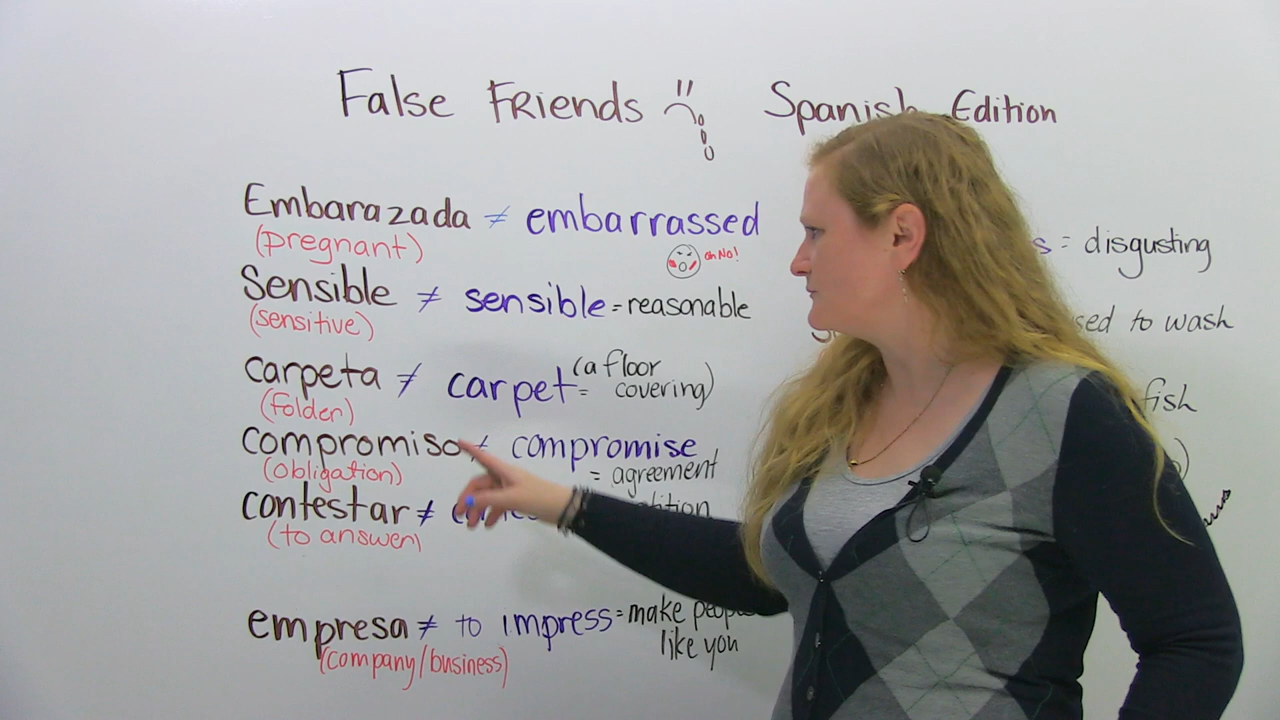 False Friends Spanish Edition
Embarazada ≠ embarrassed
(pregnant)
oh No!
Sensible ≠ sensible = reasonable
(sensitive)
carpeta ≠ carpet = (a floor covering)
(folder)
compromiso ≠ compromise
(obligation)
= agreement
contestar ≠
(to answer)
empresa ≠ to impress = make people
like you
(company/business)
= disgusting
to wash
fish